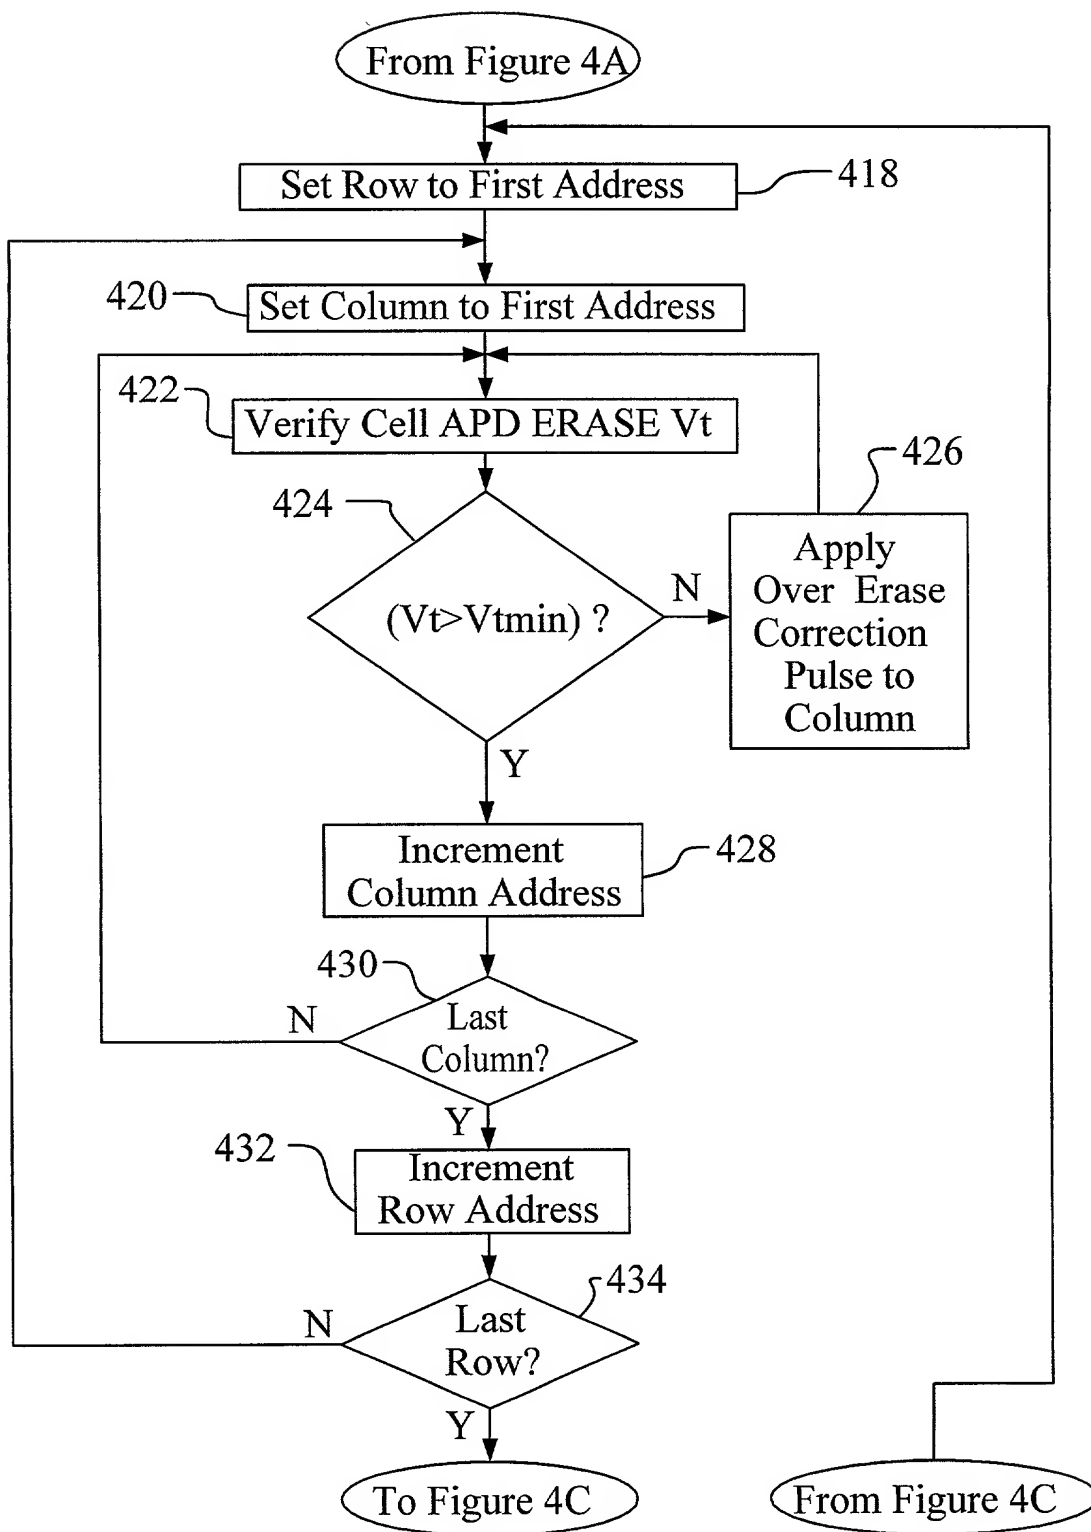 From Figure 4A
Set Row to First Address
418
420
Set Column to First Address
422
Verify Cell APD ERASE Vt
426
424
(Vt>Vtmin) ?
N
Apply
Over Erase
Correction
Pulse to
Column
Y
Increment
Column Address
428
430
N
Last
Column?
Y
432
Increment
Row Address
434
N
Last
Row?
Y
To Figure 4C
From Figure 4C